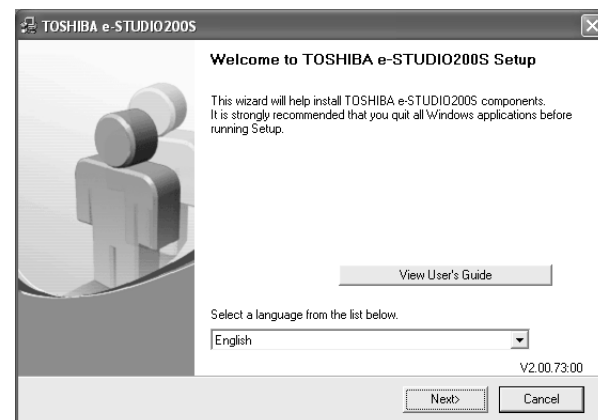 TOSHIBA e-STUDIO200S
Welcome to TOSHIBA e-STUDIO200S Setup
This wizard will help install TOSHIBA e-STUDIO200S components.
It is strongly recommended that you quit all Windows applications before
running Setup.
View User's Guide
Select a language from the list below.
English
V2.00.73:00
Next>
Cancel